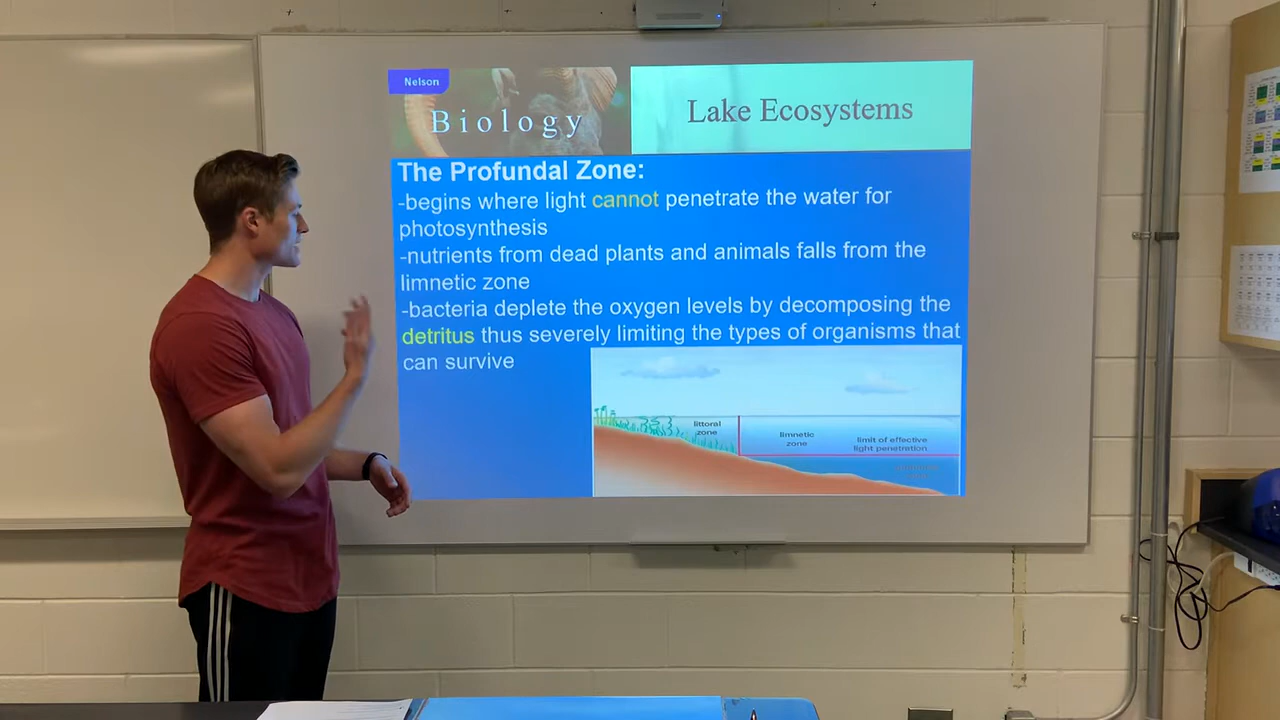 Nelson
Biology
Lake Ecosystems
The Profundal Zone:
-begins where light cannot penetrate the water for
photosynthesis
-nutrients from dead plants and animals falls from the
limnetic zone
-bacteria deplete the oxygen levels by decomposing the
detritus thus severely limiting the types of organisms that
can survive
littoral
zone
limnetic
zone
limit of effective
light penetration